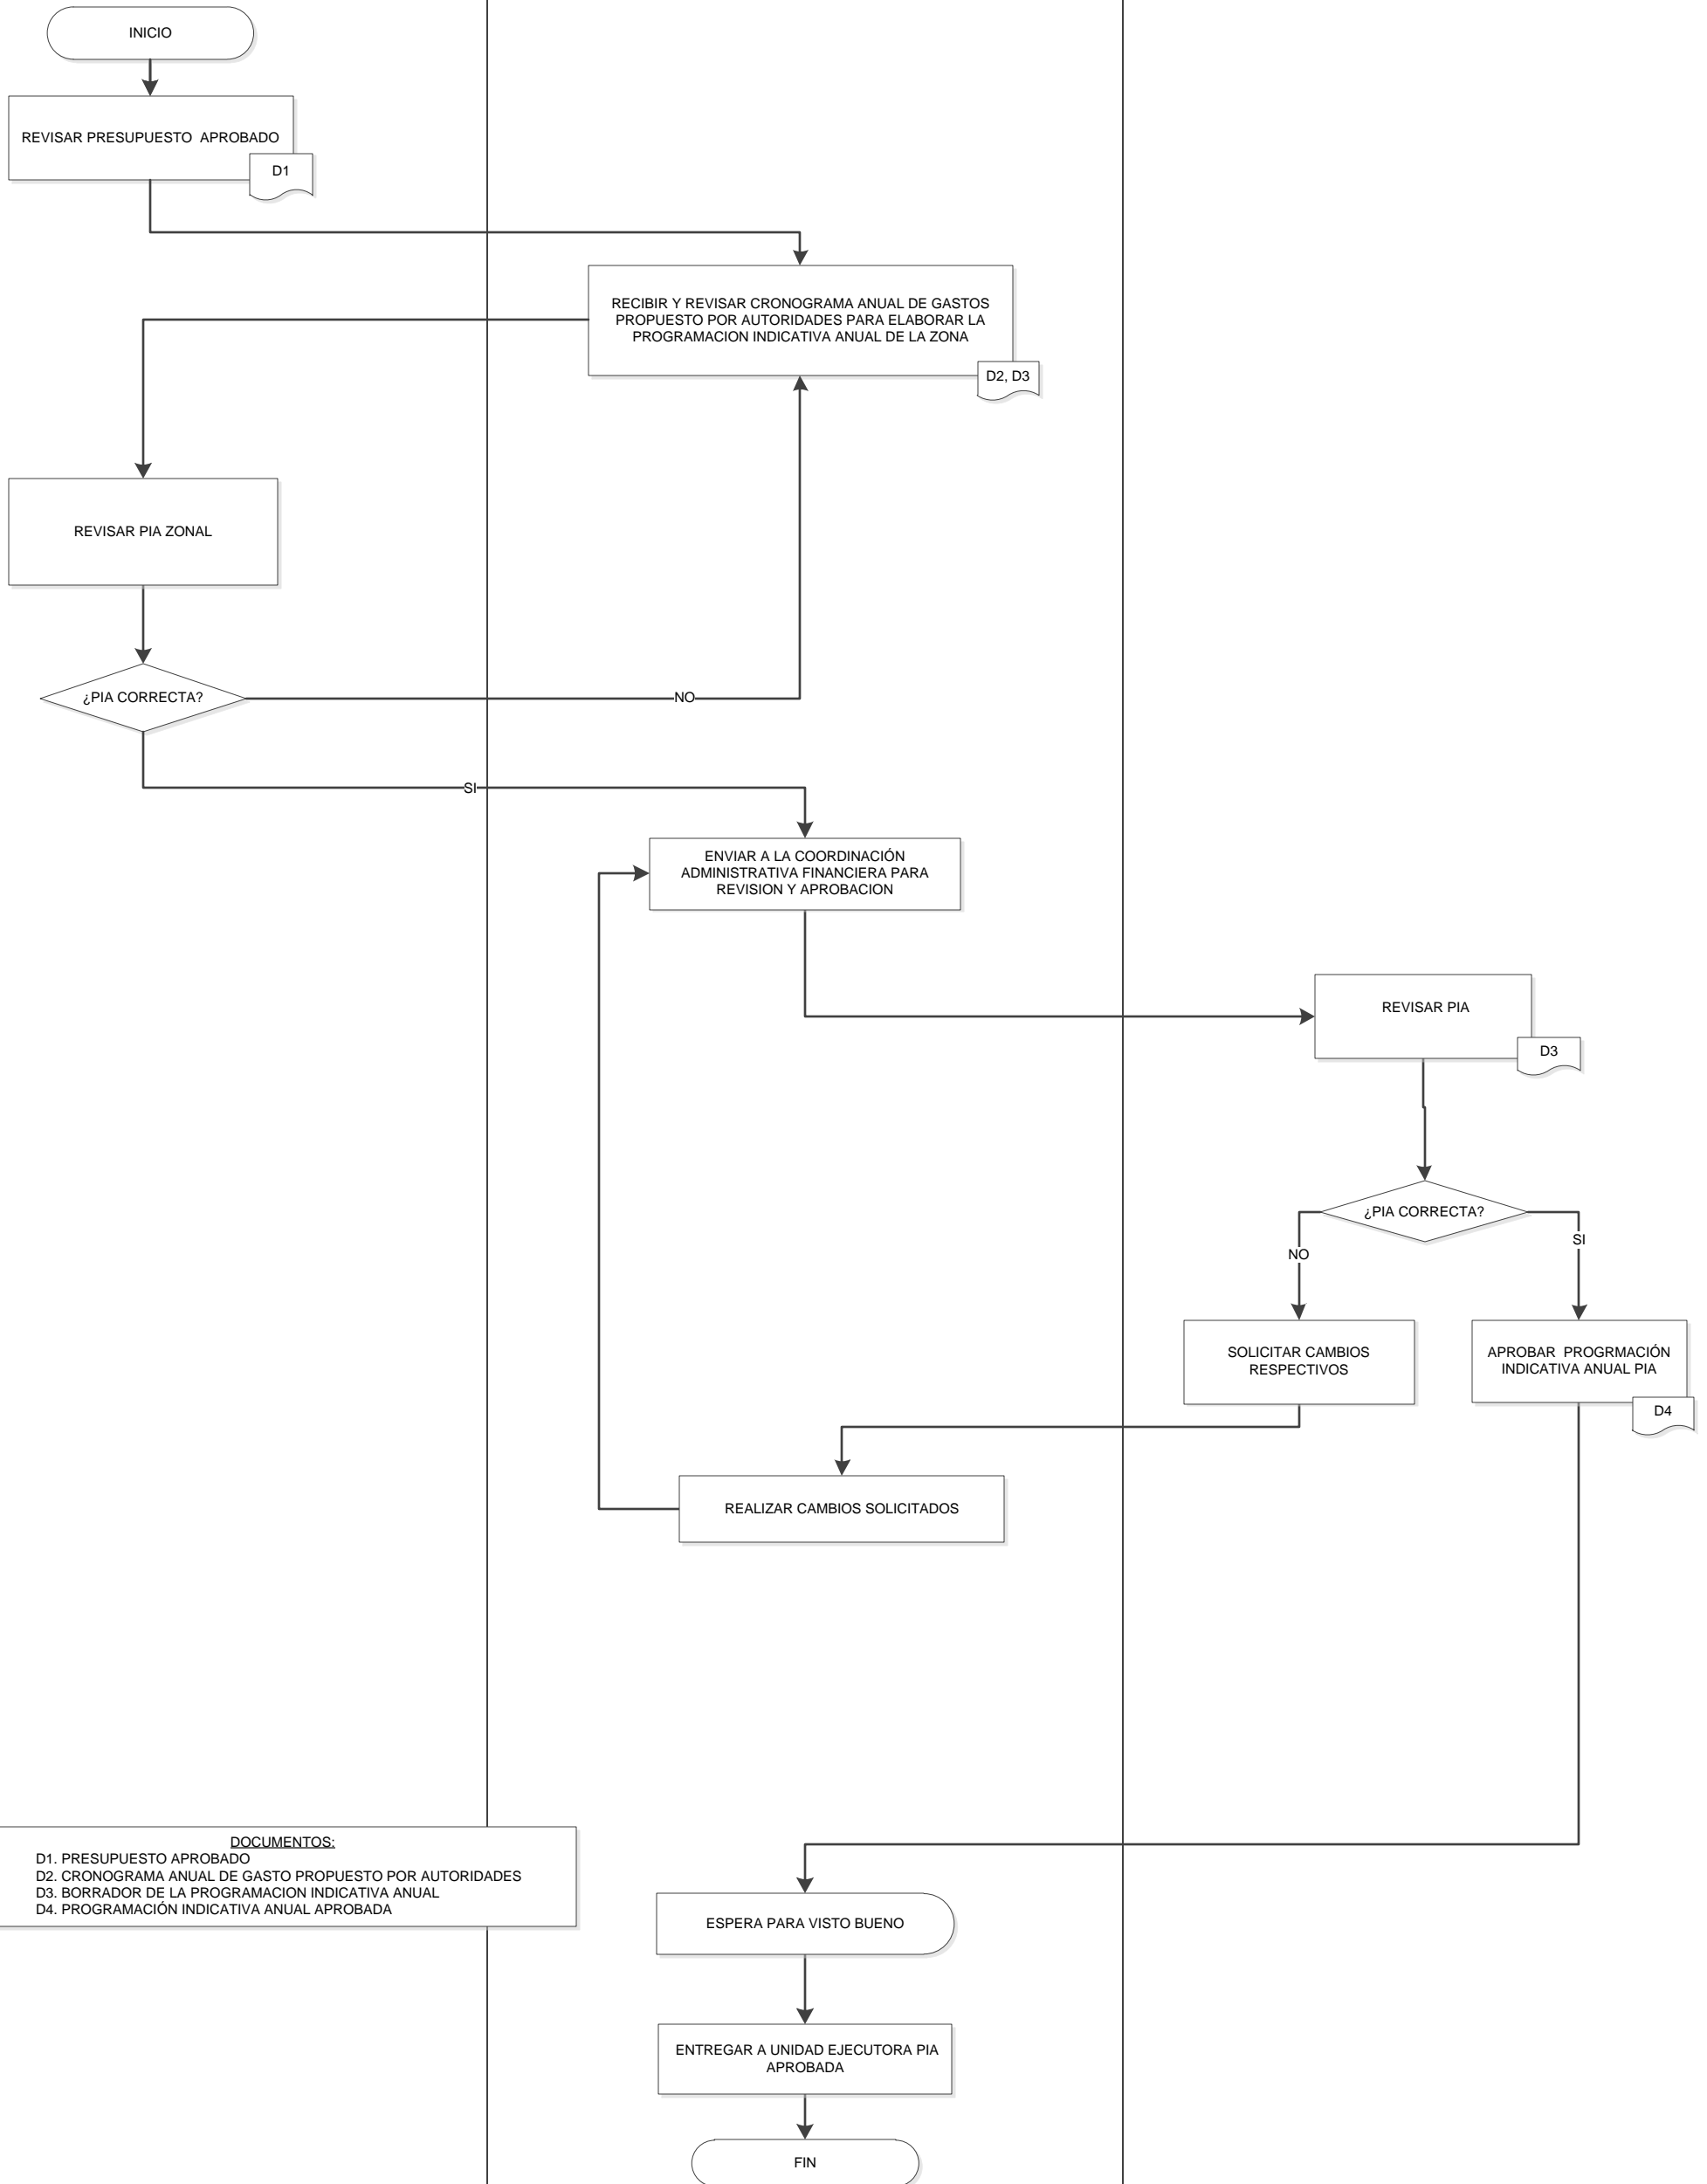 INICIO
REVISAR PRESUPUESTO APROBADO
D1
RECIBIR Y REVISAR CRONOGRAMA ANUAL DE GASTOS
PROPUESTO POR AUTORIDADES PARA ELABORAR LA
PROGRAMACION INDICATIVA ANUAL DE LA ZONA
D2, D3
REVISAR PIA ZONAL
¿PIA CORRECTA?
NO
SI
ENVIAR A LA COORDINACIÓN
ADMINISTRATIVA FINANCIERA PARA
REVISION Y APROBACION
REVISAR PIA
D3
¿PIA CORRECTA?
NO
SI
SOLICITAR CAMBIOS
RESPECTIVOS
APROBAR PROGRMACIÓN
INDICATIVA ANUAL PIA
D4
REALIZAR CAMBIOS SOLICITADOS
DOCUMENTOS:
D1. PRESUPUESTO APROBADO
D2. CRONOGRAMA ANUAL DE GASTO PROPUESTO POR AUTORIDADES
D3. BORRADOR DE LA PROGRAMACION INDICATIVA ANUAL
D4. PROGRAMACIÓN INDICATIVA ANUAL APROBADA
ESPERA PARA VISTO BUENO
ENTREGAR A UNIDAD EJECUTORA PIA
APROBADA
FIN